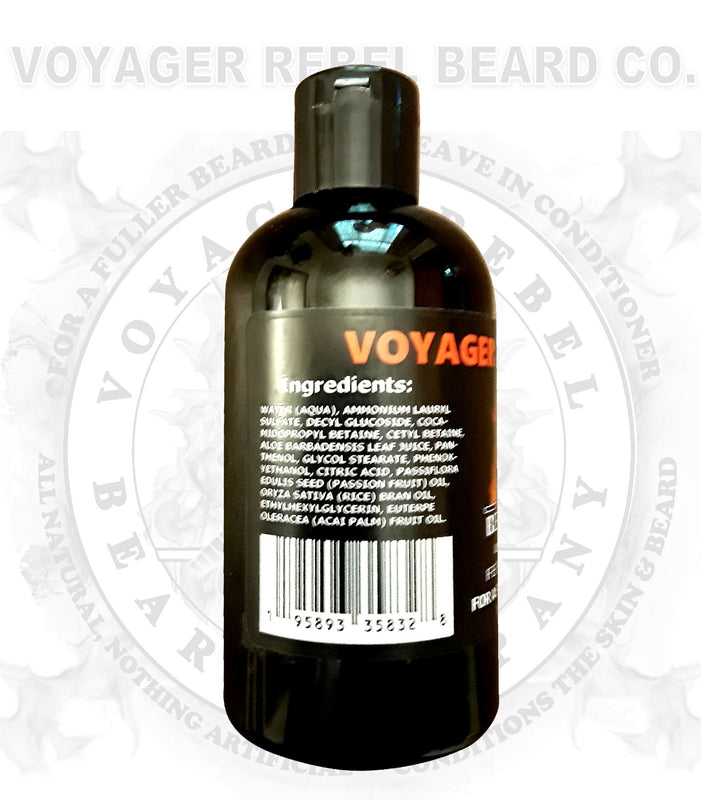 VOYAGER REBEL BEARD CO.
FOR A FULLER BEARD
LEAVE IN CONDITIONER
VOYAGER REBEL
BEARD COMPANY
ALL NATURAL, NOTHING ARTIFICIAL
CONDITIONS THE SKIN & BEARD
VOYAGER
Ingredients:
WATER (AQUA), AMMONIUM LAURYL
SULFATE, DECYL GLUCOSIDE, COCA-
MIDOPROPYL BETAINE, CETYL BETAINE,
ALOE BARBADENSIS LEAF JUICE, PAN-
THENOL, GLYCOL STEARATE, PHENOX-
YETHANOL, CITRIC ACID, PASSIFLORA
EDULIS SEED (PASSION FRUIT) OIL,
ORYZA SATIVA (RICE) BRAN OIL,
ETHYLHEXYLGLYCERIN, EUTERPE
OLERACEA (ACAI PALM) FRUIT OIL.
FOR
1 95893 35832 8